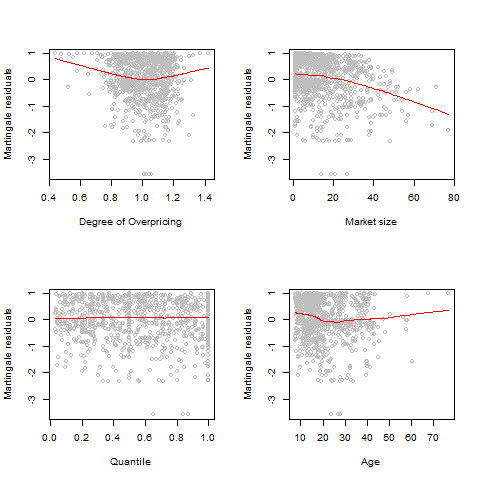 Martingale residuals
1
0
-1
-2
-3
0.4 0.6 0.8 1.0 1.2 1.4
Degree of Overpricing
Martingale residuals
1
0
-1
-2
-3
0 20 40 60 80
Market size
Martingale residuals
1
0
-1
-2
-3
0.0 0.2 0.4 0.6 0.8 1.0
Quantile
Martingale residuals
1
0
-1
-2
-3
10 20 30 40 50 60 70
Age